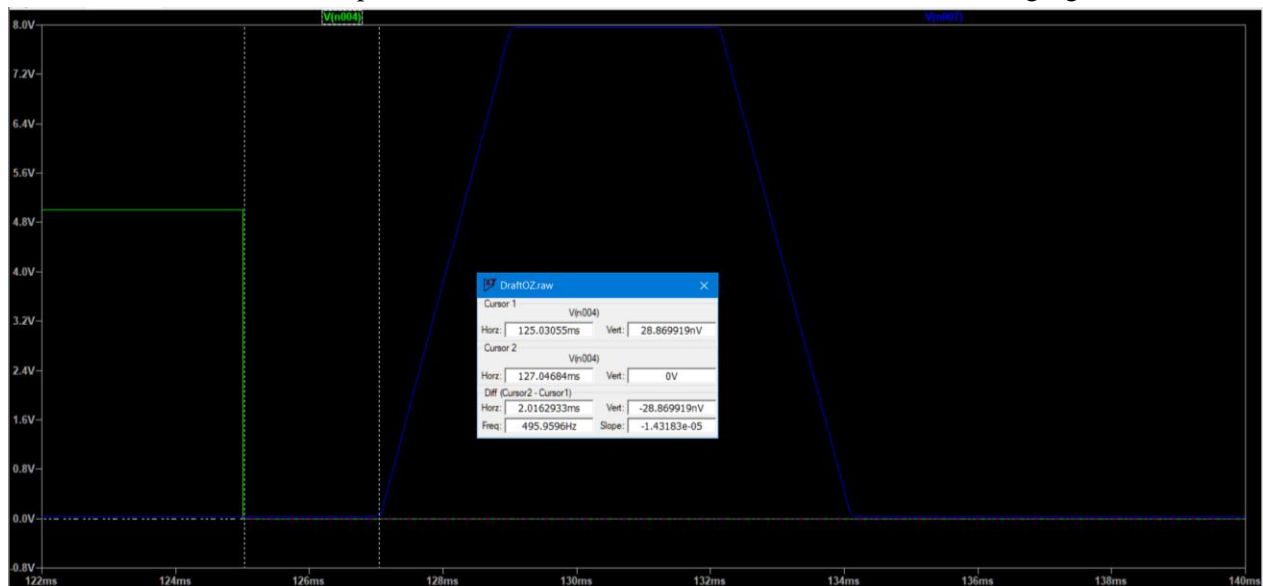 V(n004)
V(n007)
8.0V
7.2V
6.4V
5.6V
4.8V
4.0V
3.2V
2.4V
1.6V
0.8V
0.0V
-0.8V
DraftOZ.raw
Cursor 1
V(n004)
Horz: 125.03055ms Vert: 28.869919nV
Cursor 2
V(n004)
Horz: 127.04684ms Vert: 0V
Diff (Cursor2 - Cursor1)
Horz: 2.0162933ms Vert: -28.869919nV
Freq: 495.9596Hz Slope: -1.43183e-05
122ms 124ms 126ms 128ms 130ms 132ms 134ms 136ms 138ms 140ms